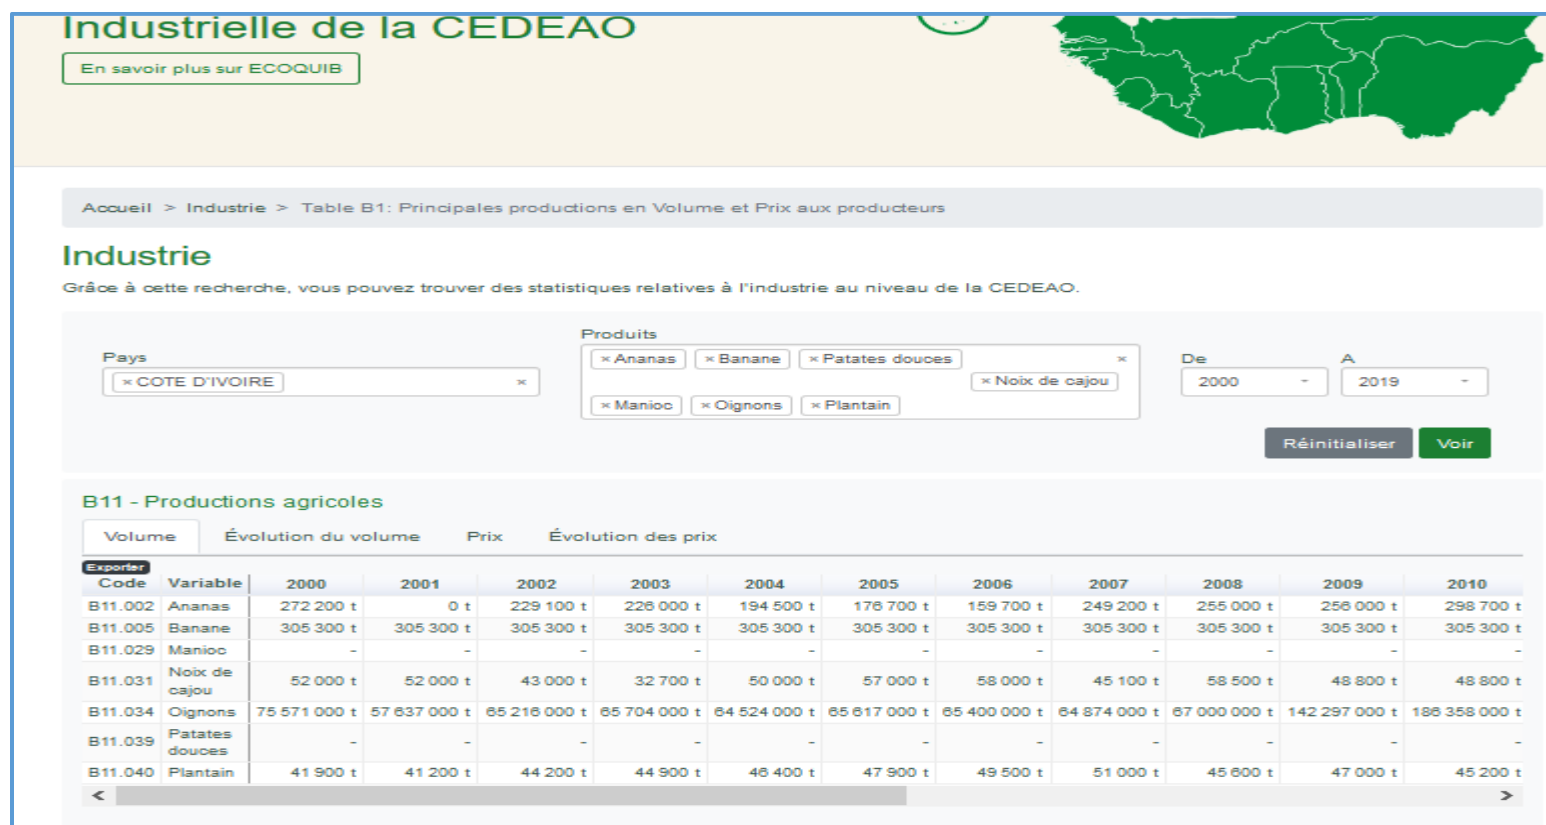 Industrielle de la CEDEAO
En savoir plus sur ECOQUIB
Accueil > Industrie > Table B1: Principales productions en Volume et Prix aux producteurs
Industrie
Grâce à cette recherche, vous pouvez trouver des statistiques relatives à l'industrie au niveau de la CEDEAO.
Pays
× COTE D'IVOIRE ×
Produits
× Ananas × Banane × Patates douces ×
× Noix de cajou
× Manioc × Oignons × Plantain
De A
2000 2019
Réinitialiser Voir
B11 - Productions agricoles
Volume Évolution du volume Prix Évolution des prix
Exporter
Code Variable 2000 2001 2002 2003 2004 2005 2006 2007 2008 2009 2010
B11.002 Ananas 272 200 t 0 t 229 100 t 226 000 t 194 500 t 176 700 t 159 700 t 249 200 t 255 000 t 256 000 t 298 700 t
B11.005 Banane 305 300 t 305 300 t 305 300 t 305 300 t 305 300 t 305 300 t 305 300 t 305 300 t 305 300 t 305 300 t 305 300 t
B11.029 Manioc - - - - - - - - - - -
B11.031 Noix de cajou 52 000 t 52 000 t 43 000 t 32 700 t 50 000 t 57 000 t 58 000 t 45 100 t 58 500 t 48 800 t 48 800 t
B11.034 Oignons 75 571 000 t 57 637 000 t 65 216 000 t 65 704 000 t 64 524 000 t 65 617 000 t 65 400 000 t 64 874 000 t 67 000 000 t 142 297 000 t 186 358 000 t
B11.039 Patates douces - - - - - - - - - - -
B11.040 Plantain 41 900 t 41 200 t 44 200 t 44 900 t 46 400 t 47 900 t 49 500 t 51 000 t 45 600 t 47 000 t 45 200 t